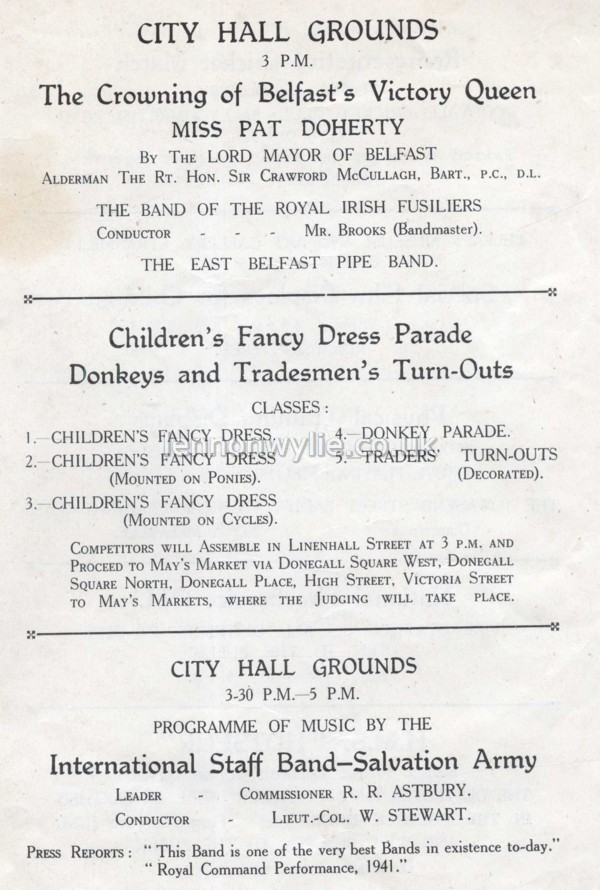 CITY HALL GROUNDS
3 P.M.
The Crowning of Belfast's Victory Queen
MISS PAT DOHERTY
By The LORD MAYOR OF BELFAST
Alderman The Rt. Hon. Sir Crawford McCullagh, Bart., P.C., D.L.
THE BAND OF THE ROYAL IRISH FUSILIERS
Conductor - - - Mr. Brooks (Bandmaster).
THE EAST BELFAST PIPE BAND.
Children's Fancy Dress Parade
Donkeys and Tradesmen's Turn-Outs
CLASSES :
1.—CHILDREN'S FANCY DRESS.
2.—CHILDREN'S FANCY DRESS
(Mounted on Ponies).
3.—CHILDREN'S FANCY DRESS
(Mounted on Cycles).
4.—DONKEY PARADE.
5.—TRADERS' TURN-OUTS
(Decorated).
lennonwylie.co.uk
Competitors will Assemble in Linenhall Street at 3 p.m. and
Proceed to May's Market via Donegall Square West, Donegall
Square North, Donegall Place, High Street, Victoria Street
to May's Markets, where the Judging will take place.
CITY HALL GROUNDS
3-30 P.M.—5 P.M.
PROGRAMME OF MUSIC BY THE
International Staff Band—Salvation Army
Leader - Commissioner R. R. ASTBURY.
Conductor - Lieut.-Col. W. STEWART.
Press Reports : " This Band is one of the very best Bands in existence to-day."
" Royal Command Performance, 1941."